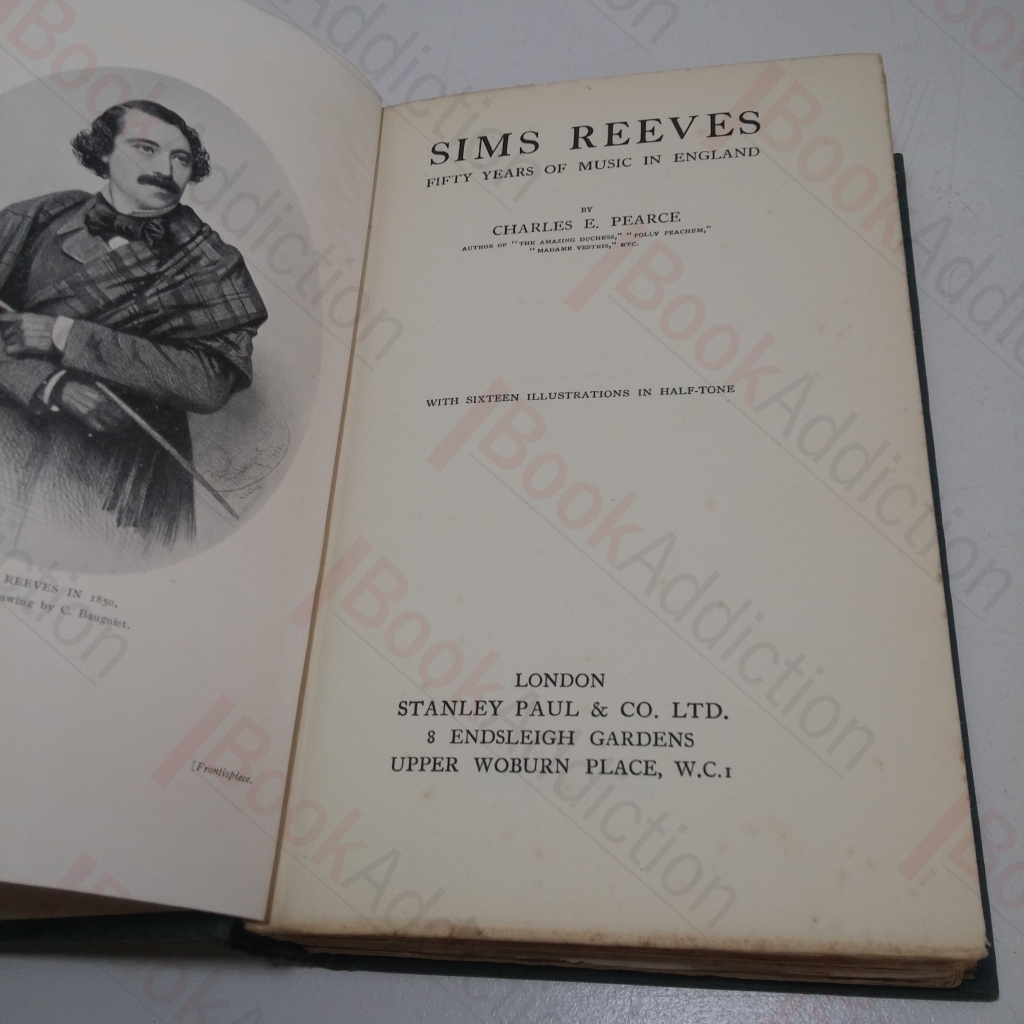 REEVES IN 1850.
awing by C. Baugniet.
[Frontispiece.
SIMS REEVES
FIFTY YEARS OF MUSIC IN ENGLAND
BY
CHARLES E. PEARCE
AUTHOR OF "THE AMAZING DUCHESS," "POLLY PEACHUM,"
"MADAME VESTRIS," ETC.
WITH SIXTEEN ILLUSTRATIONS IN HALF-TONE
LONDON
STANLEY PAUL & CO. LTD.
8 ENDSLEIGH GARDENS
UPPER WOBURN PLACE, W.C.1
BookAddiction